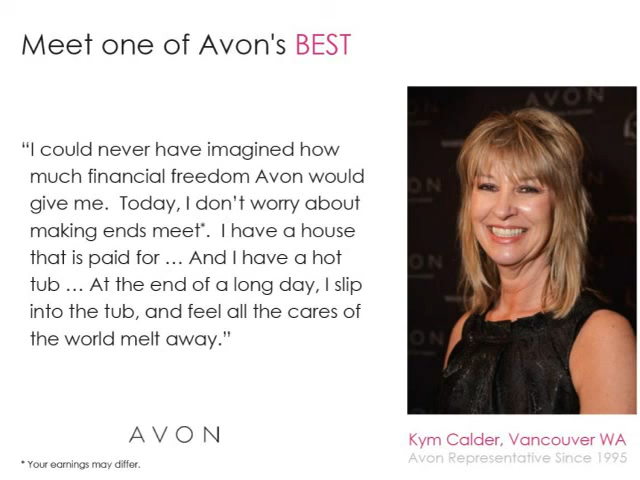 Meet one of Avon's BEST
“I could never have imagined how
much financial freedom Avon would
give me.  Today, I don’t worry about
making ends meet*.  I have a house
that is paid for … And I have a hot
tub … At the end of a long day, I slip
into the tub, and feel all the cares of
the world melt away.”
AVON
* Your earnings may differ.
AVON
AVON
AVON
Kym Calder, Vancouver WA
Avon Representative Since 1995